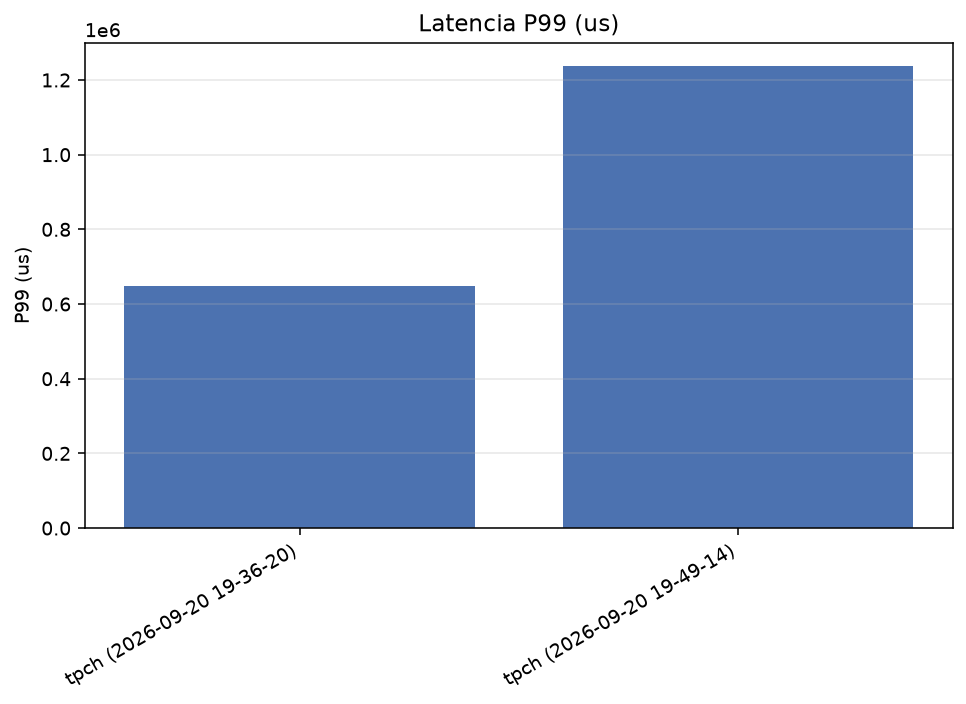 Latencia P99 (us)
1e6
1.2
1.0
0.8
0.6
0.4
0.2
0.0
P99 (us)
tpch (2026-09-20 19-36-20)
tpch (2026-09-20 19-49-14)